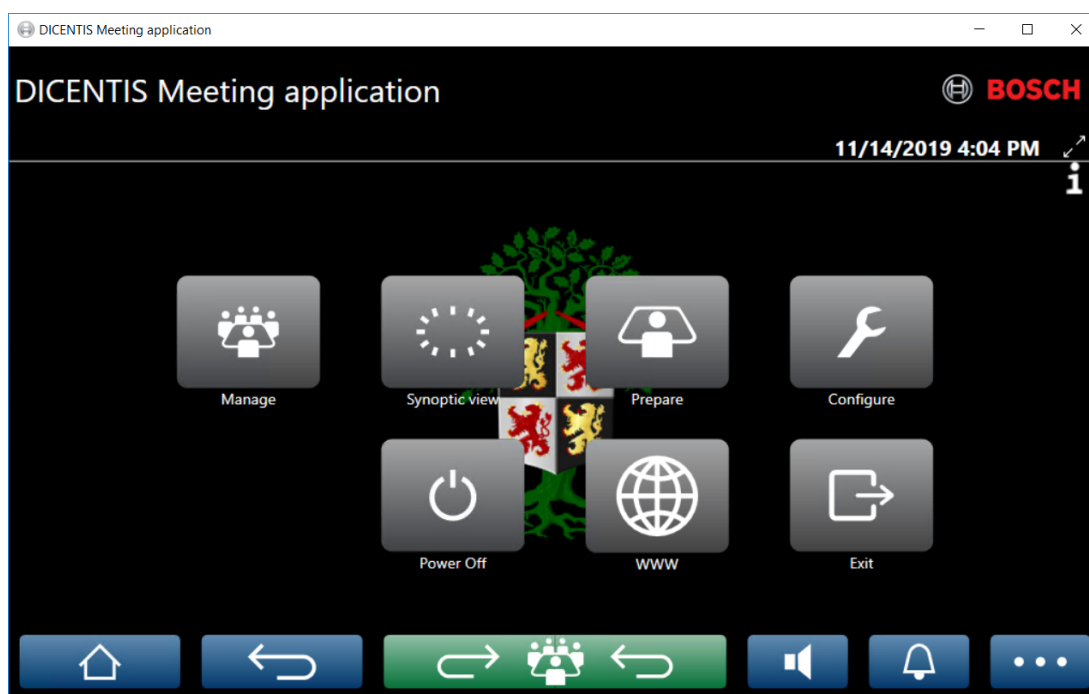 DICENTIS Meeting application
DICENTIS Meeting application
BOSCH
11/14/2019 4:04 PM
i
Manage
Synoptic view
Prepare
Configure
Power Off
WWW
Exit